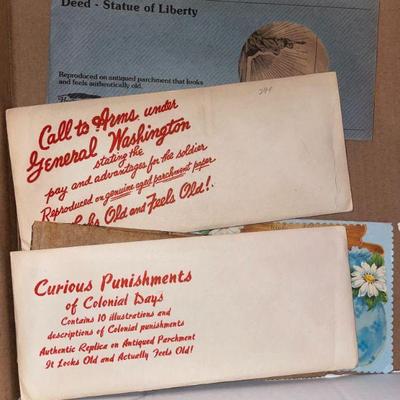 Deed - Statue of Liberty
Reproduced on antiqued parchment that looks
and feels authentically old.
244
Call to Arms under
General Washington
stating the
pay and advantages for the soldier
Reproduced on genuine aged parchment paper
Looks Old and Feels Old!
Curious Punishments
of Colonial Days
Contains 10 illustrations and
descriptions of Colonial punishments
Authentic Replica on Antiqued Parchment
It Looks Old and Actually Feels Old!